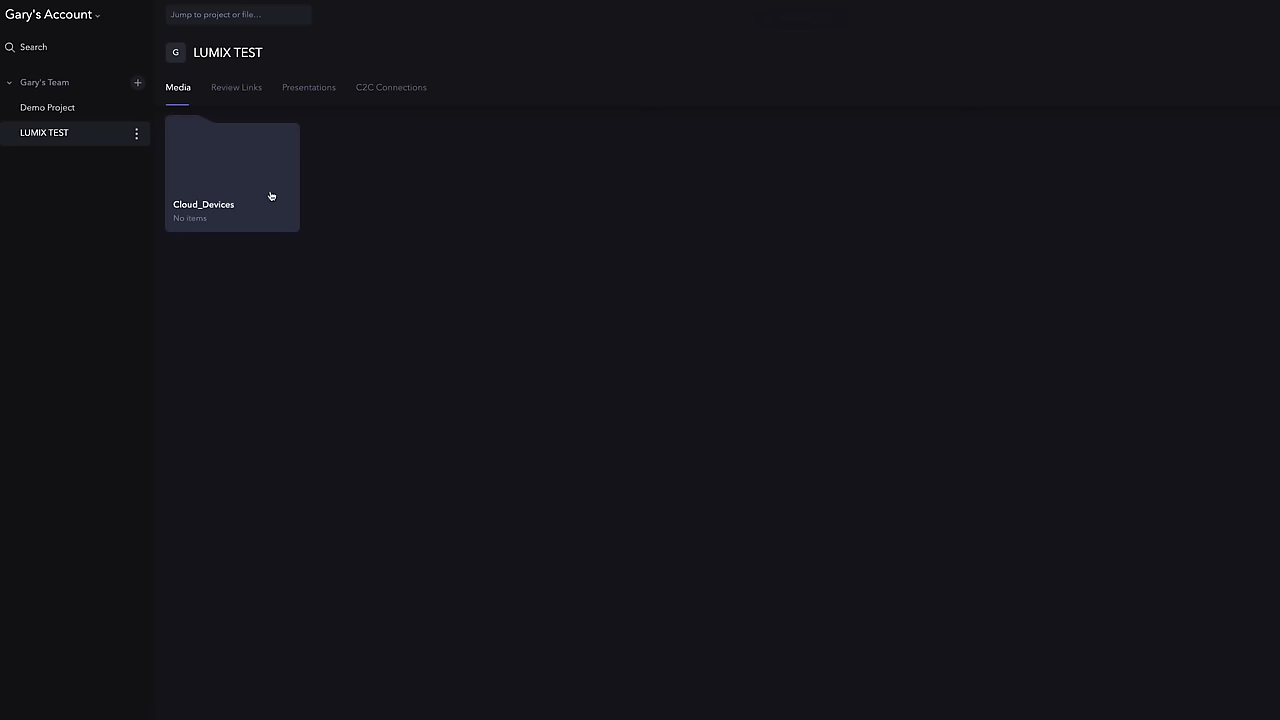 Gary's Account
Jump to project or file...
Search
G LUMIX TEST
Gary's Team
Media Review Links Presentations C2C Connections
Demo Project
LUMIX TEST
Cloud_Devices
No items